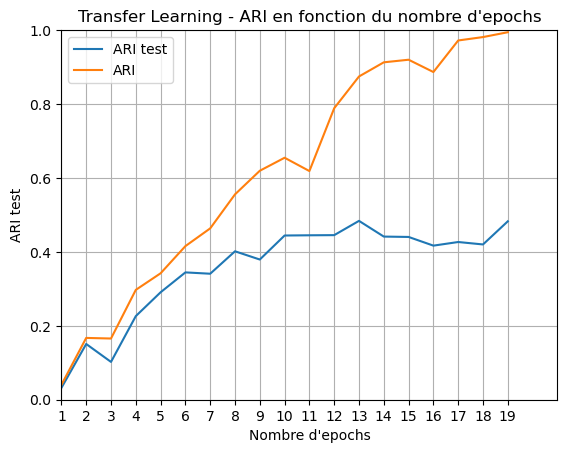 Transfer Learning - ARI en fonction du nombre d'epochs
ARI test
ARI
1.0
0.8
0.6
0.4
0.2
0.0
ARI test
1 2 3 4 5 6 7 8 9 10 11 12 13 14 15 16 17 18 19
Nombre d'epochs